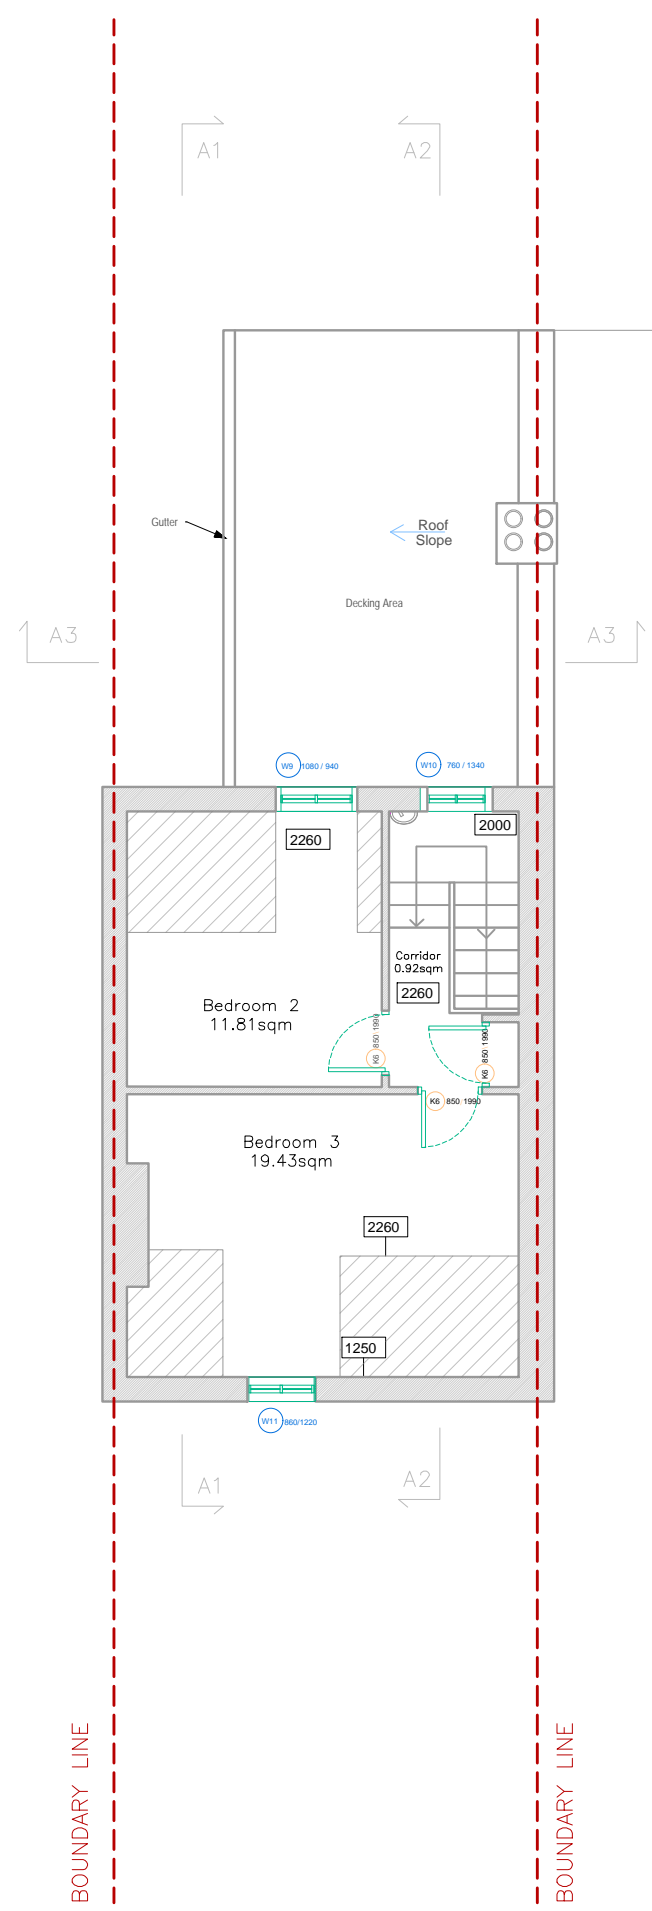 A1
A2
Gutter
Roof
Slope
Decking Area
A3
A3
W9 1080 / 940
W10 760 / 1340
2260
2000
Corridor
0.92sqm
2260
Bedroom 2
11.81sqm
K6 850 1990
K6 850 1990
K6 850 1990
Bedroom 3
19.43sqm
2260
1250
W11 860/1220
A1
A2
BOUNDARY LINE
BOUNDARY LINE